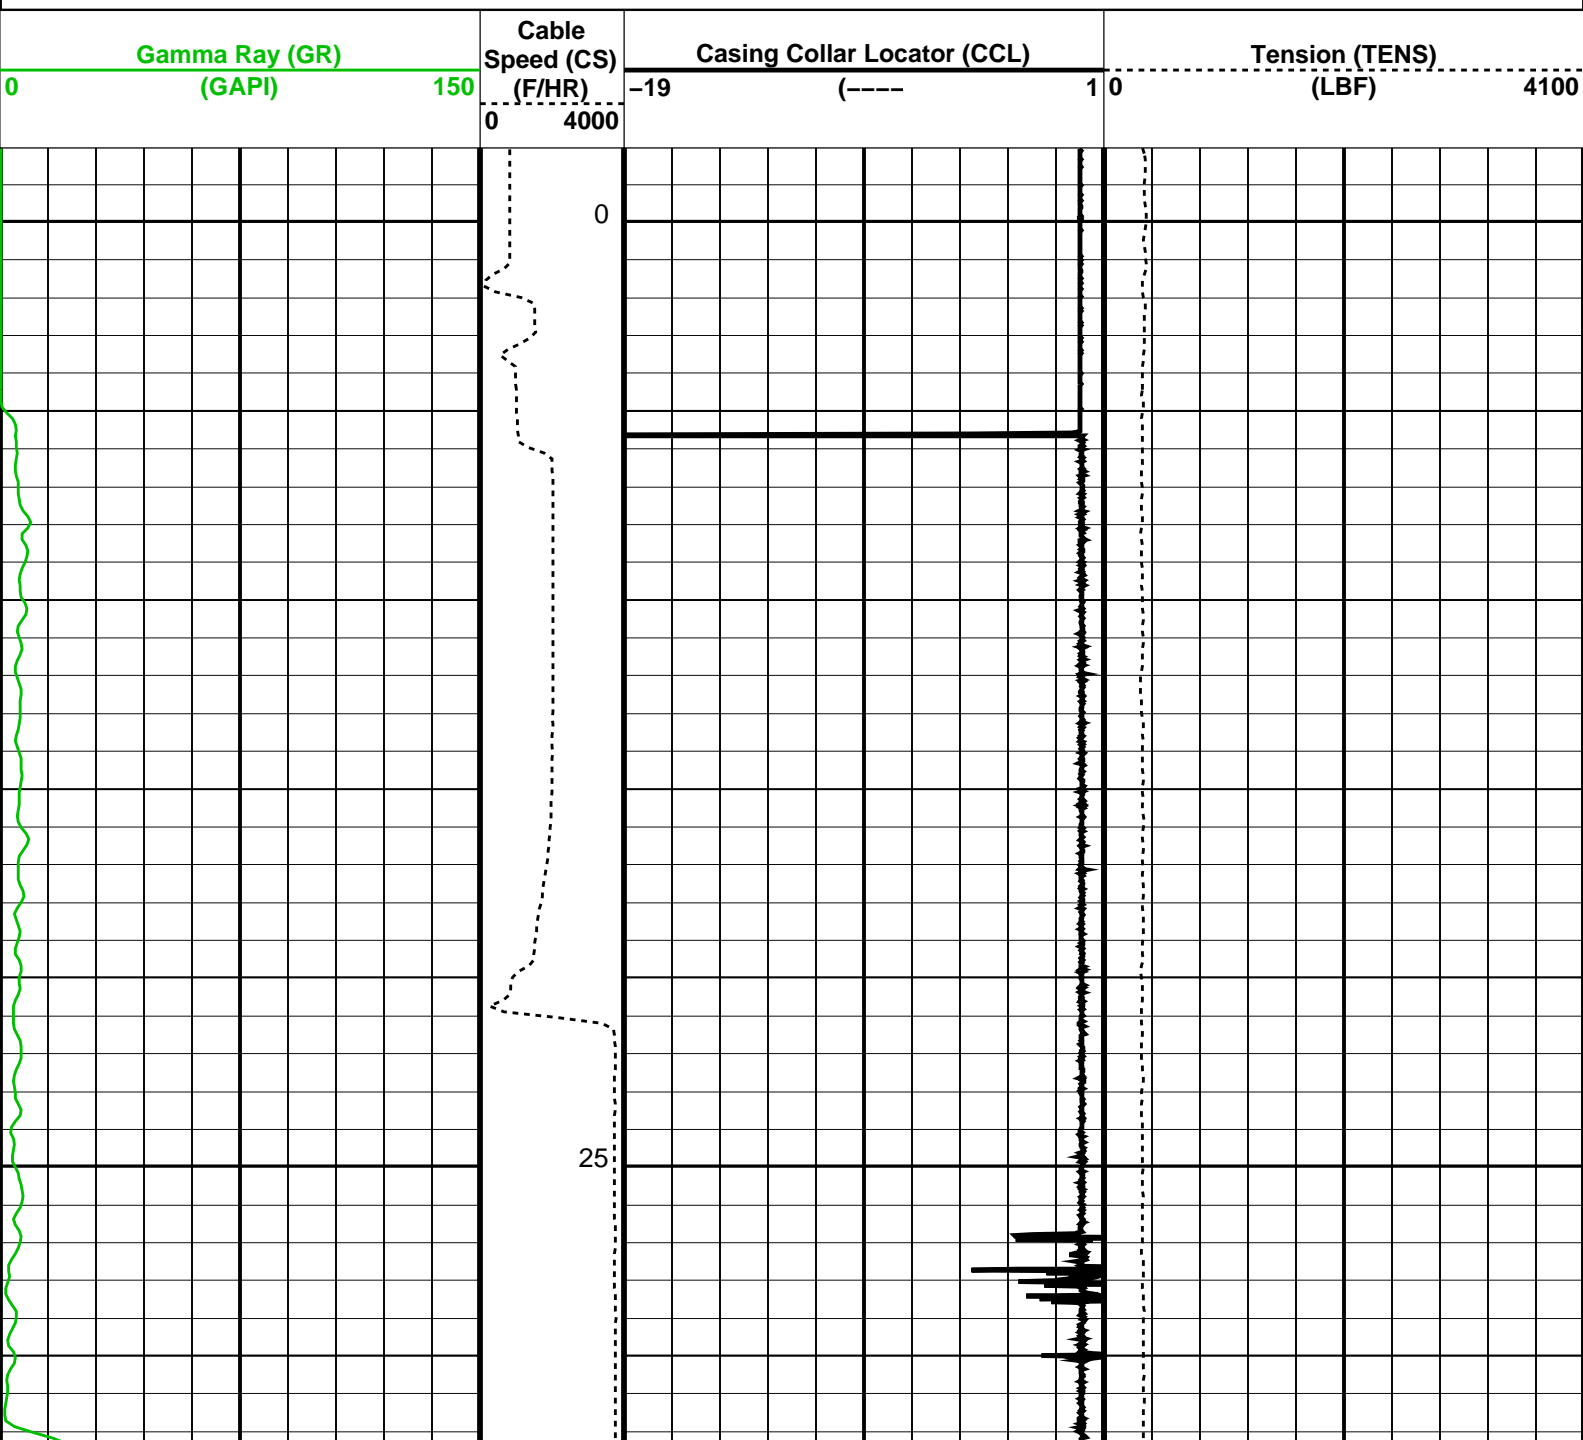 Gamma Ray (GR)
0 (GAPI) 150
Cable
Speed (CS)
(F/HR)
0 4000
Casing Collar Locator (CCL)
−19 (−−−− 1
Tension (TENS)
0 (LBF) 4100
0
25